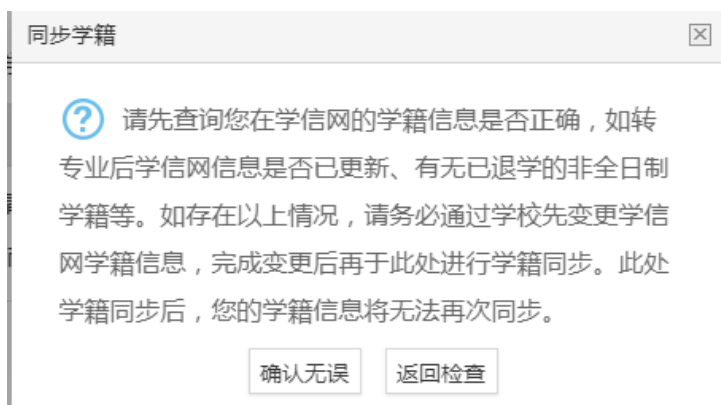 同步学籍
请先查询您在学信网的学籍信息是否正确，如转
专业后学信网信息是否已更新、有无已退学的非全日制
学籍等。如存在以上情况，请务必通过学校先变更学信
网学籍信息，完成变更后再于此处进行学籍同步。此处
学籍同步后，您的学籍信息将无法再次同步。
确认无误 返回检查